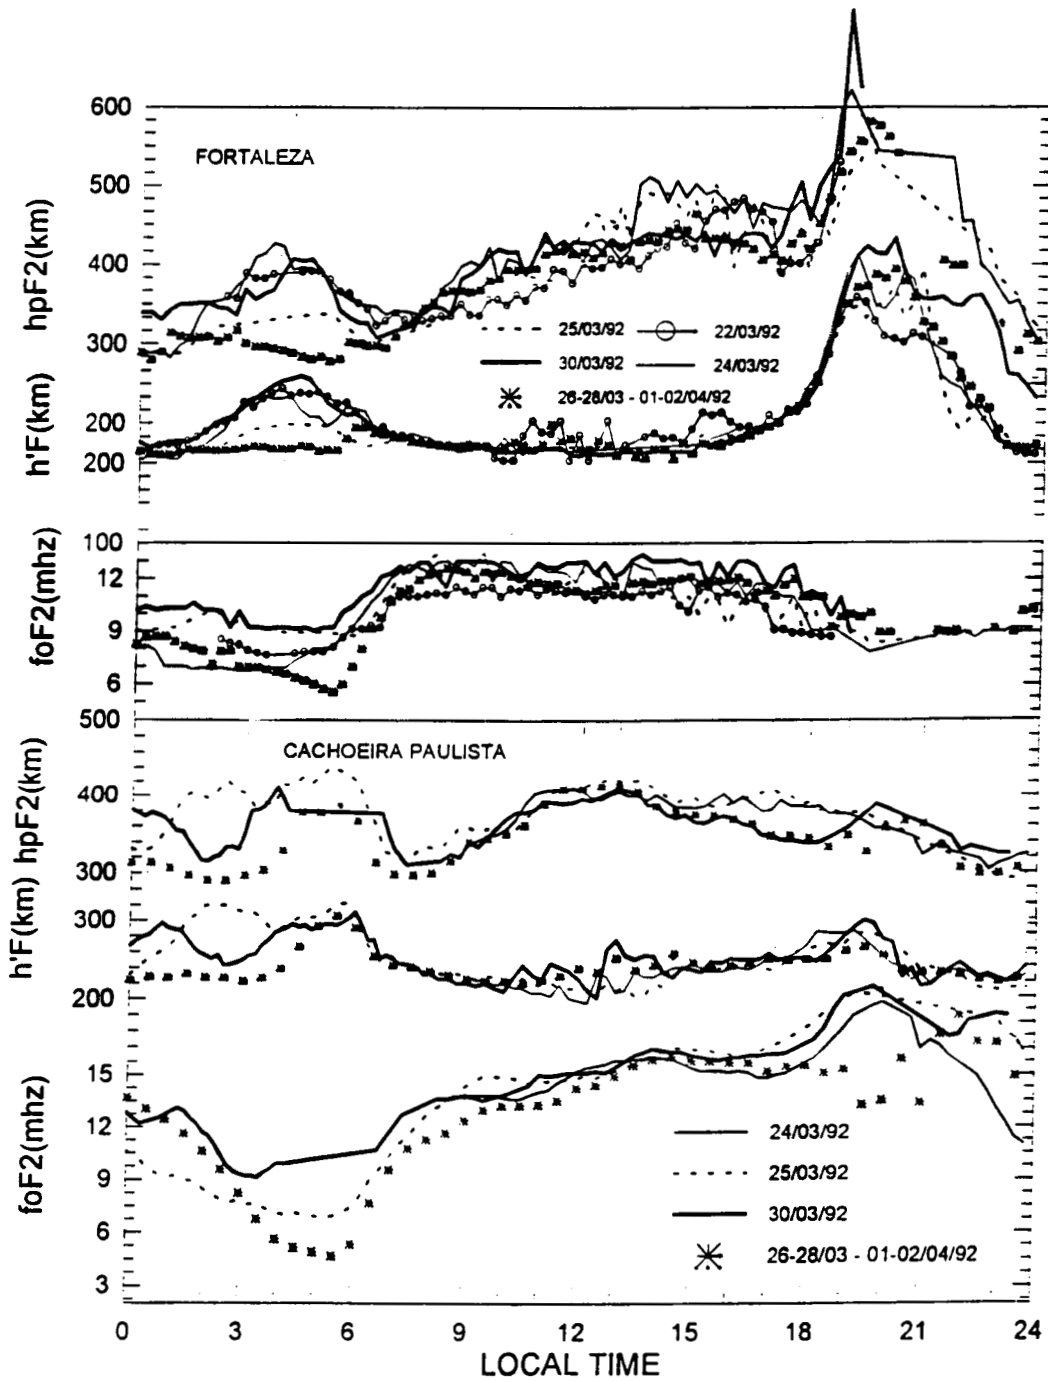 600
FORTALEZA
500
hpF2(km)
400
25/03/92
22/03/92
300
30/03/92
24/03/92
26-28/03 - 01-02/04/92
h'F(km)
200
200
foF2(mhz)
100
12
9
6
500
CACHOEIRA PAULISTA
hpF2(km)
400
300
h'F(km)
300
200
foF2(mhz)
15
12
9
6
3
24/03/92
25/03/92
30/03/92
26-28/03 - 01-02/04/92
0 3 6 9 12 15 18 21 24
LOCAL TIME